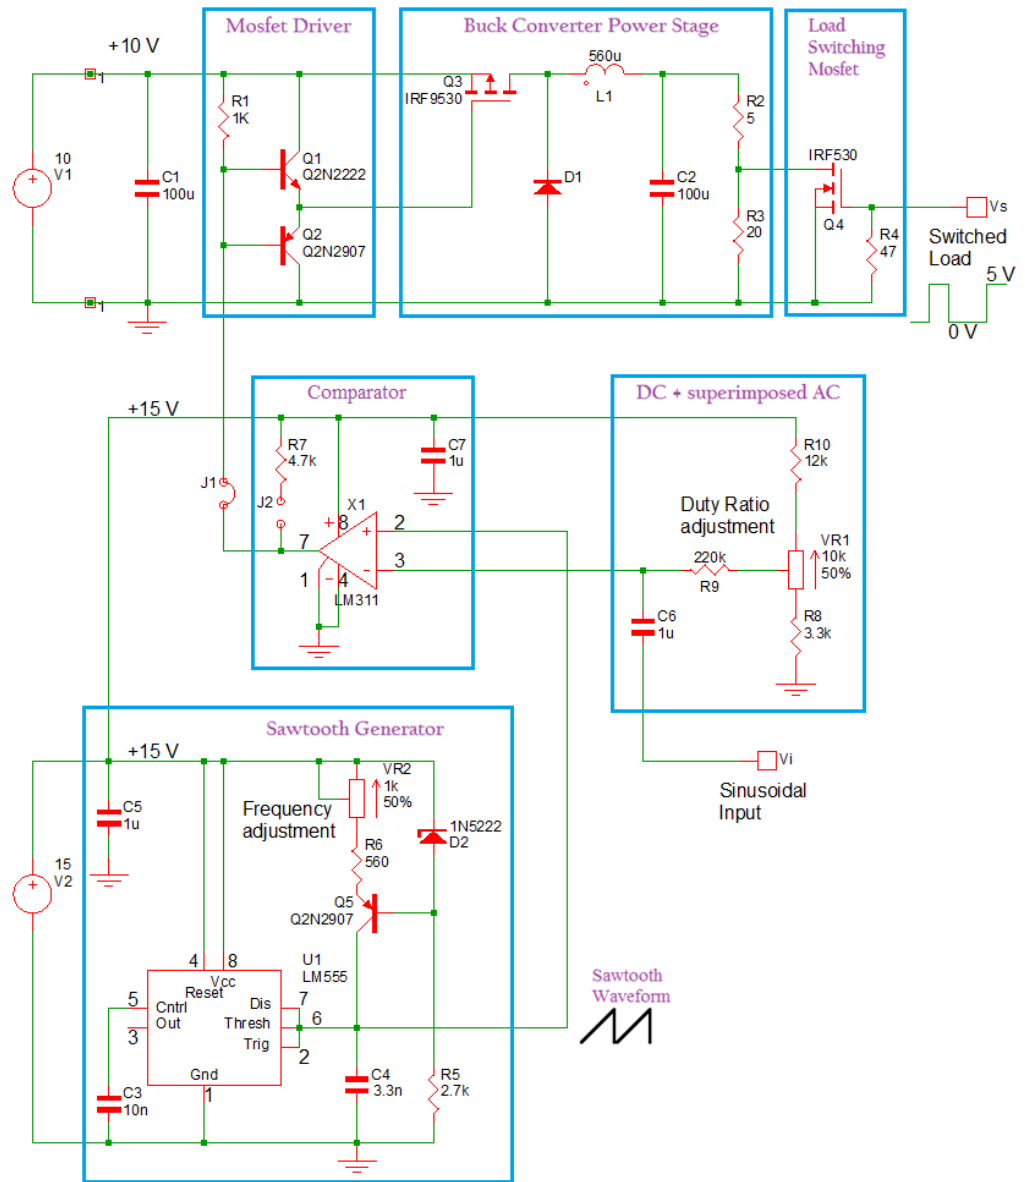 Mosfet Driver
Buck Converter Power Stage
Load
Switching
Mosfet
+10 V
1
10
V1
C1
100u
R1
1K
Q1
Q2N2222
Q2
Q2N2907
Q3
IRF9530
560u
L1
D1
C2
100u
R2
5
R3
20
IRF530
Q4
R4
47
Vs
Switched
Load
5 V
0 V
1
Comparator
DC + superimposed AC
+15 V
R7
4.7k
C7
1u
J1
J2
X1
+
8
7
+
2
-
3
1
-
4
LM311
R10
12k
Duty Ratio
adjustment
VR1
10k
50%
220k
R9
R8
3.3k
C6
1u
Vi
Sinusoidal
Input
Sawtooth Generator
+15 V
C5
1u
15
V2
Frequency
adjustment
VR2
1k
50%
1N5222
D2
R6
560
Q5
Q2N2907
U1
LM555
4
8
Vcc
Reset
5
Cntrl
Out
3
Dis
7
Thresh
6
Trig
2
Gnd
1
C3
10n
C4
3.3n
R5
2.7k
Sawtooth
Waveform